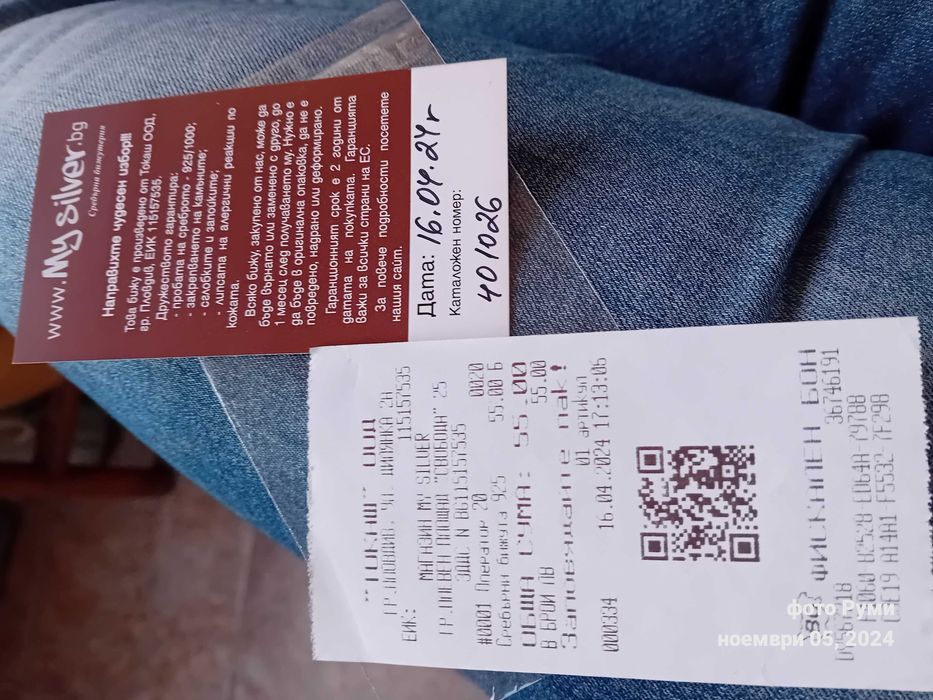 www.My Silver.bg
Сребърни бижутерия
Направихте чудесен избор!!!
Това бижу е произведено от Токаш ООД,
гр. Пловдив, ЕИК 115157535.
Дружеството гарантира:
- пробата на среброто - 925/1000;
- закрепването на камъните;
- сглобките и запойките;
- липсата на алергични реакции по
кожата.
Всяко бижу, закупено от нас, може да
бъде върнато или заменено с друго, до
1 месец след получаването му. Нужно е
да бъде в оригинална опаковка, да не е
повредено, надрано или деформирано.
Гаранционният срок е 2 години от
датата на покупката. Гаранцията
важи за всички страни на ЕС.
За повече подробности посетете
нашия сайт.
Дата: 16.04.24г
Каталожен номер:
401026
"ТОКАШ" ООД
ГР.ПЛОВДИВ, УЛ. ДИЛЯНКА 2А
ЕИК: 115157535
МАГАЗИН MY SILVER
ГР.ПЛЕВЕН ПЛОЩАД "СВОБОДА" 25
ЗДДС N BG115157535
#0001 Оператор 20 0020
Сребърни бижута 925 55.00 Б
ОБЩА СУМА: 55.00
В БРОЙ ЛВ 55.00
Заповядайте пак!
01 артикул
000334 16.04.2024 17:13:06
ФИСКАЛЕН БОН
36746191
фото Руми
ноември 05, 2024